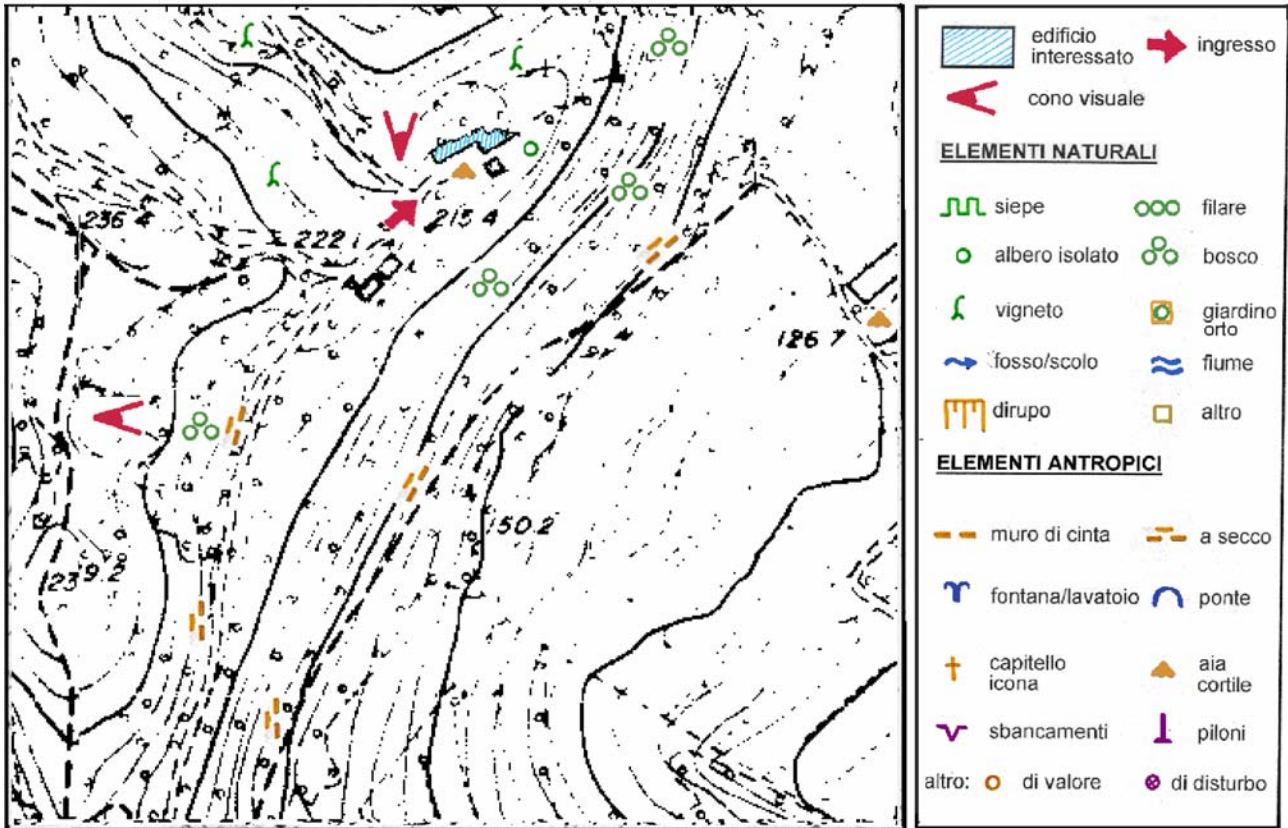 236 4
222 1
215 4
126 7
150.2
239 2
edificio interessato
ingresso
cono visuale
ELEMENTI NATURALI
siepe
filare
albero isolato
bosco
vigneto
giardino
orto
fosso/scolo
fiume
dirupo
altro
ELEMENTI ANTROPICI
muro di cinta
a secco
fontana/lavatoio
ponte
capitello
icona
aia
cortile
sbancamenti
piloni
altro:
di valore
di disturbo